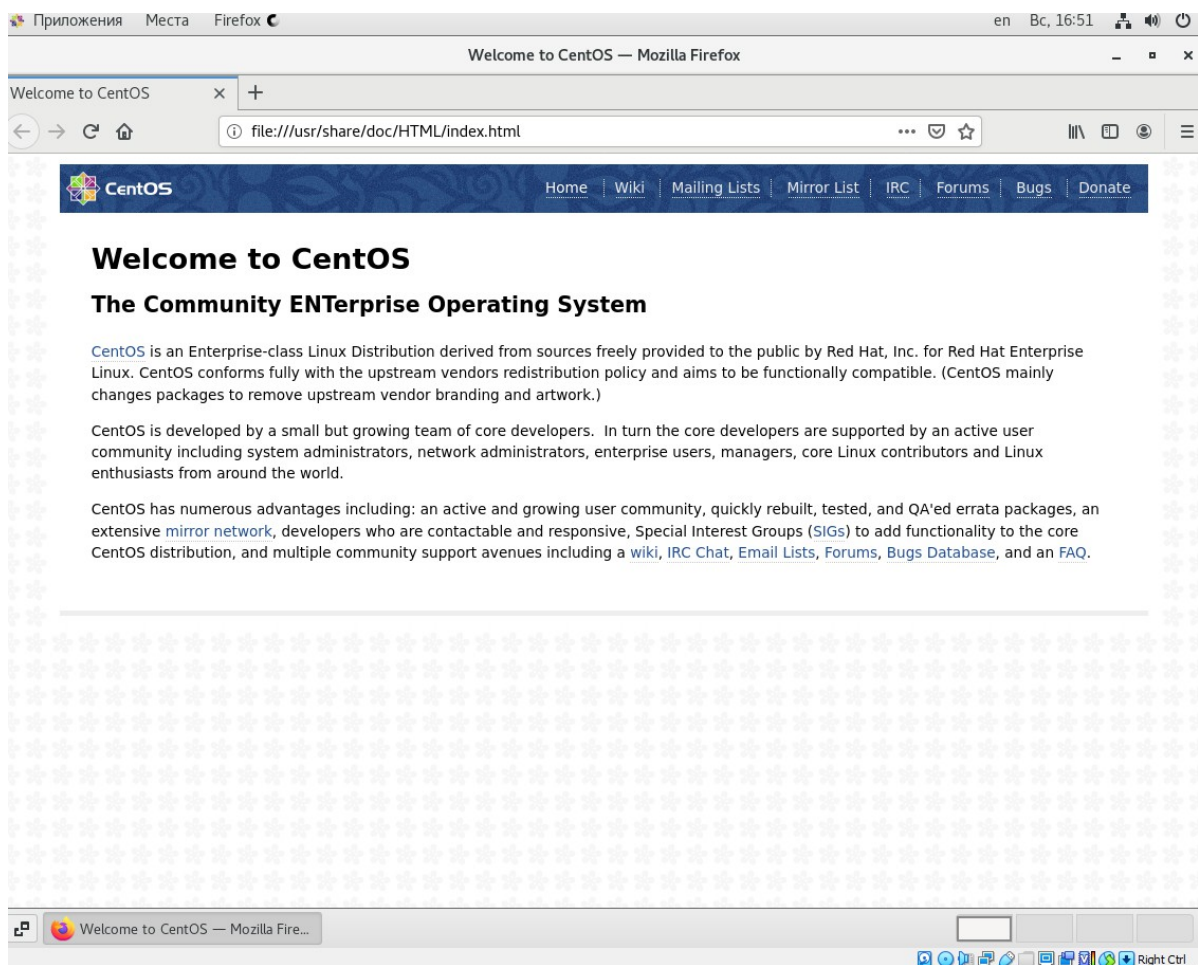 Приложения Места Firefox en Вс, 16:51
Welcome to CentOS — Mozilla Firefox
Welcome to CentOS
file:///usr/share/doc/HTML/index.html
CentOS Home Wiki Mailing Lists Mirror List IRC Forums Bugs Donate
Welcome to CentOS
The Community ENTerprise Operating System
CentOS is an Enterprise-class Linux Distribution derived from sources freely provided to the public by Red Hat, Inc. for Red Hat Enterprise
Linux. CentOS conforms fully with the upstream vendors redistribution policy and aims to be functionally compatible. (CentOS mainly
changes packages to remove upstream vendor branding and artwork.)
CentOS is developed by a small but growing team of core developers.  In turn the core developers are supported by an active user
community including system administrators, network administrators, enterprise users, managers, core Linux contributors and Linux
enthusiasts from around the world.
CentOS has numerous advantages including: an active and growing user community, quickly rebuilt, tested, and QA'ed errata packages, an
extensive mirror network, developers who are contactable and responsive, Special Interest Groups (SIGs) to add functionality to the core
CentOS distribution, and multiple community support avenues including a wiki, IRC Chat, Email Lists, Forums, Bugs Database, and an FAQ.
Welcome to CentOS — Mozilla Fire...
Right Ctrl